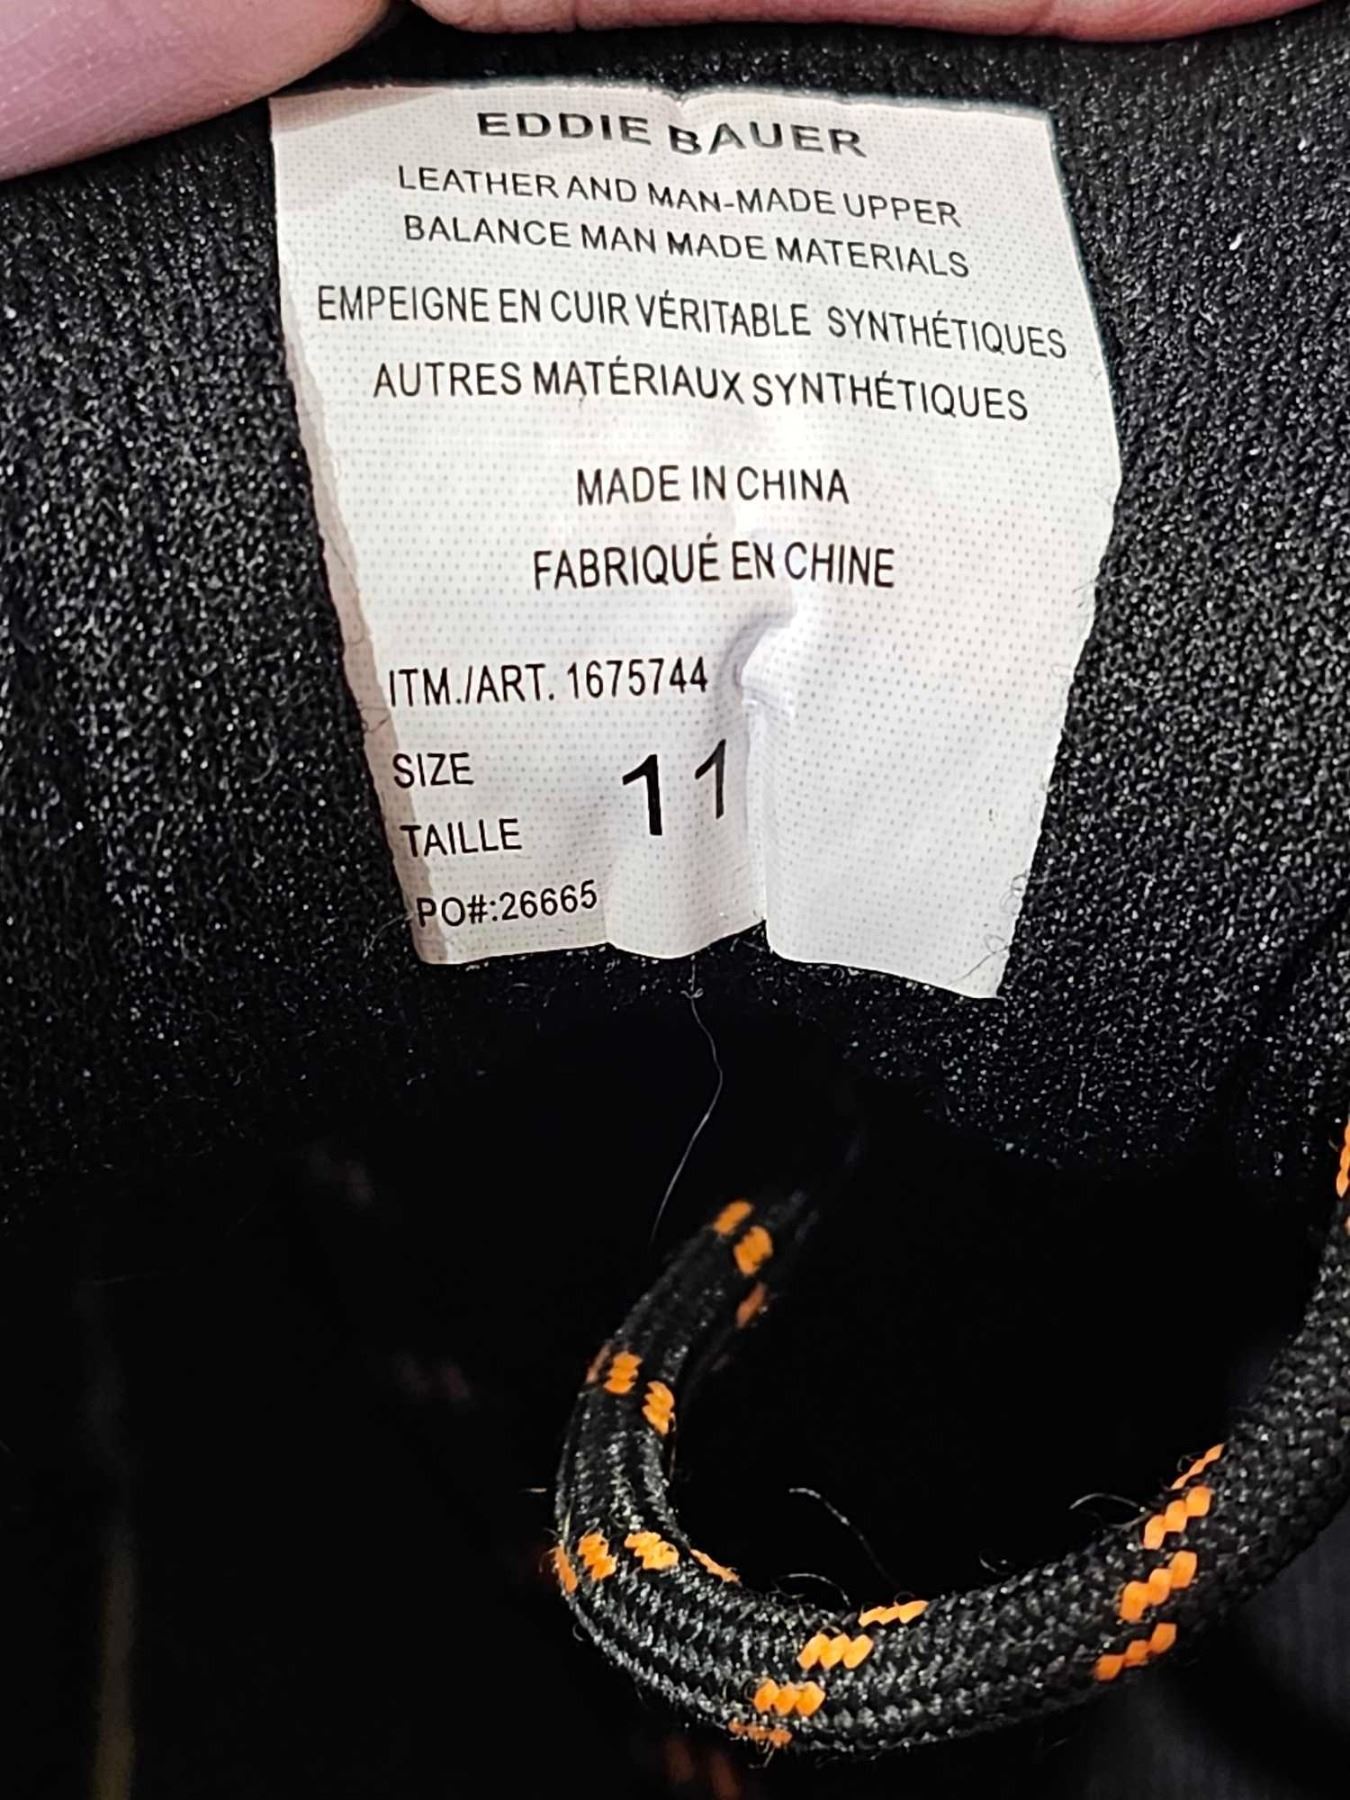 EDDIE BAUER
LEATHER AND MAN-MADE UPPER
BALANCE MAN MADE MATERIALS
EMPEIGNE EN CUIR VÉRITABLE SYNTHÉTIQUES
AUTRES MATÉRIAUX SYNTHÉTIQUES
MADE IN CHINA
FABRIQUÉ EN CHINE
ITM./ART. 1675744
SIZE
TAILLE
11
PO#:26665